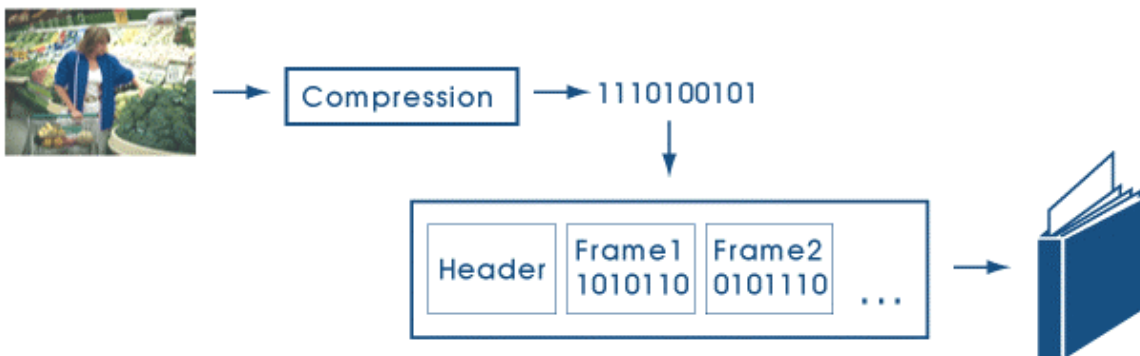 Compression
1110100101
Header
Frame1
1010110
Frame2
0101110
...